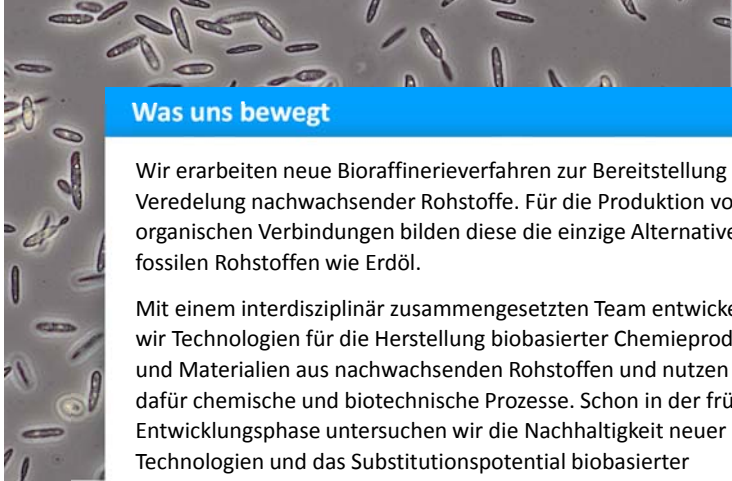 Was uns bewegt
Wir erarbeiten neue Bioraffinerieverfahren zur Bereitstellung
Veredelung nachwachsender Rohstoffe. Für die Produktion vo
organischen Verbindungen bilden diese die einzige Alternative
fossilen Rohstoffen wie Erdöl.
Mit einem interdisziplinär zusammengesetzten Team entwicke
wir Technologien für die Herstellung biobasierter Chemieprod
und Materialien aus nachwachsenden Rohstoffen und nutzen
dafür chemische und biotechnische Prozesse. Schon in der frü
Entwicklungsphase untersuchen wir die Nachhaltigkeit neuer
Technologien und das Substitutionspotential biobasierter